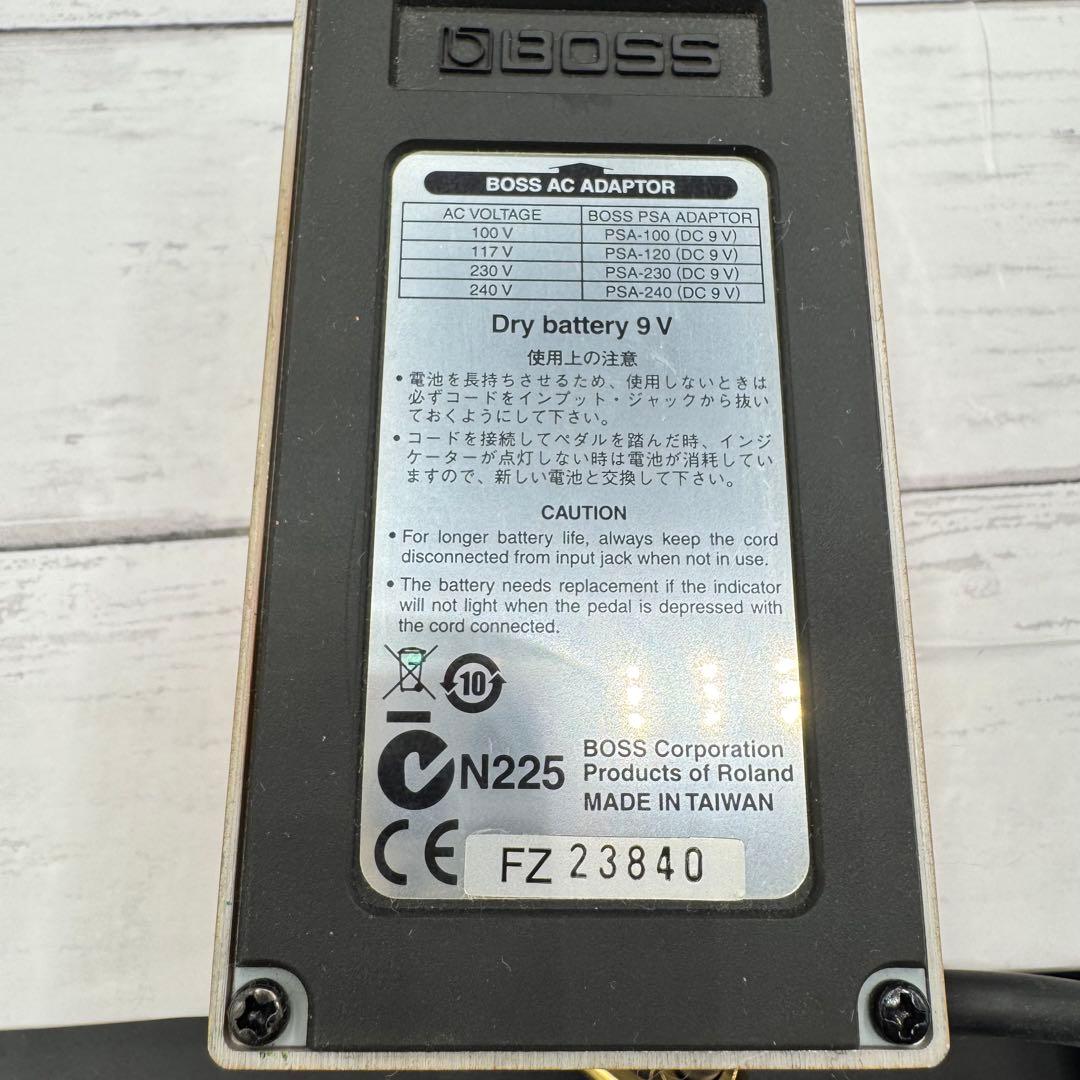 BOSS
BOSS AC ADAPTOR
AC VOLTAGE BOSS PSA ADAPTOR
100 V PSA-100 (DC 9 V)
117 V PSA-120 (DC 9 V)
230 V PSA-230 (DC 9 V)
240 V PSA-240 (DC 9 V)
Dry battery 9 V
使用上の注意
• 電池を長持ちさせるため、使用しないときは
必ずコードをインプット・ジャックから抜い
ておくようにして下さい。
• コードを接続してペダルを踏んだ時、インジ
ケーターが点灯しない時は電池が消耗してい
ますので、新しい電池と交換して下さい。
CAUTION
• For longer battery life, always keep the cord
disconnected from input jack when not in use.
• The battery needs replacement if the indicator
will not light when the pedal is depressed with
the cord connected.
10
N225
BOSS Corporation
Products of Roland
MADE IN TAIWAN
CE
FZ 23840